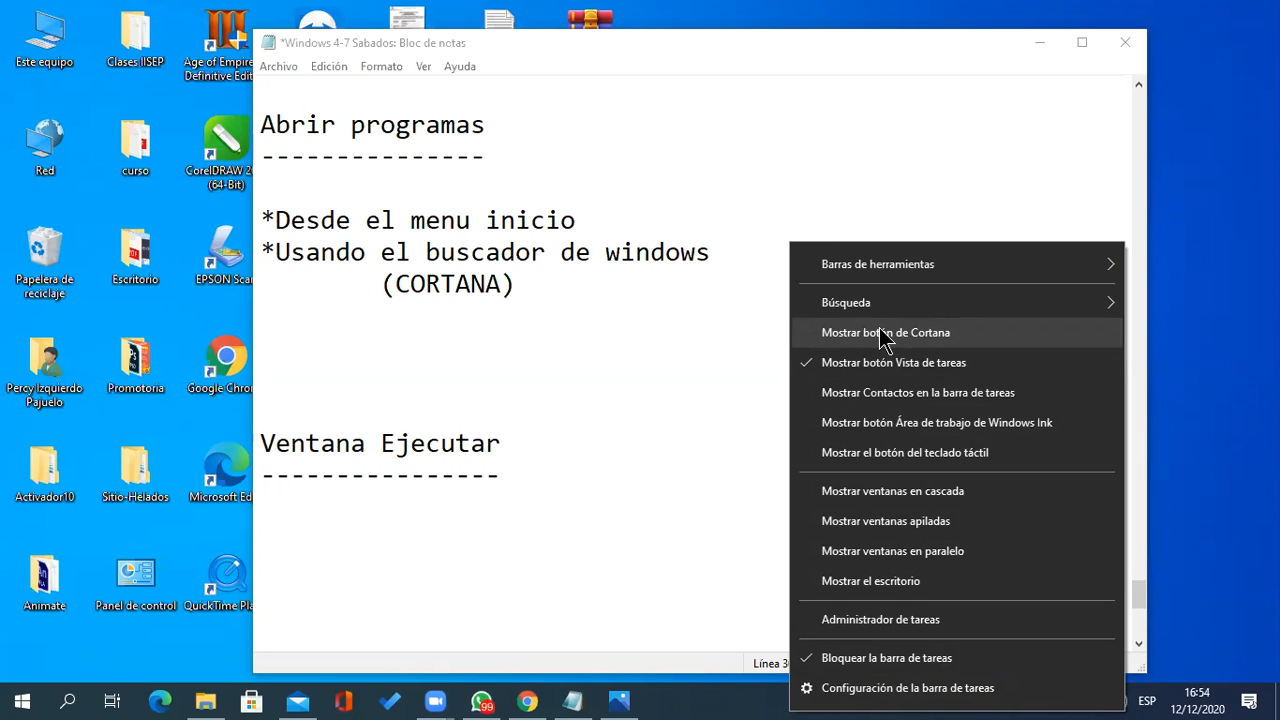 Este equipo
Clases IISEP
Age of Empire
Definitive Edit
Red
curso
CorelDRAW 2
(64-Bit)
Papelera de
reciclaje
Escritorio
EPSON Scan
Percy Izquierdo
Pajuelo
Promotoria
Google Chrom
Activador10
Sitio-Helados
Microsoft Ed
Animate
Panel de control
QuickTime Pla
*Windows 4-7 Sabados: Bloc de notas
Archivo Edición Formato Ver Ayuda
Abrir programas
---------------
*Desde el menu inicio
*Usando el buscador de windows
(CORTANA)
Ventana Ejecutar
----------------
Línea 3
Barras de herramientas
Búsqueda
Mostrar botón de Cortana
Mostrar botón Vista de tareas
Mostrar Contactos en la barra de tareas
Mostrar botón Área de trabajo de Windows Ink
Mostrar el botón del teclado táctil
Mostrar ventanas en cascada
Mostrar ventanas apiladas
Mostrar ventanas en paralelo
Mostrar el escritorio
Administrador de tareas
Bloquear la barra de tareas
Configuración de la barra de tareas
99
ESP
16:54
12/12/2020